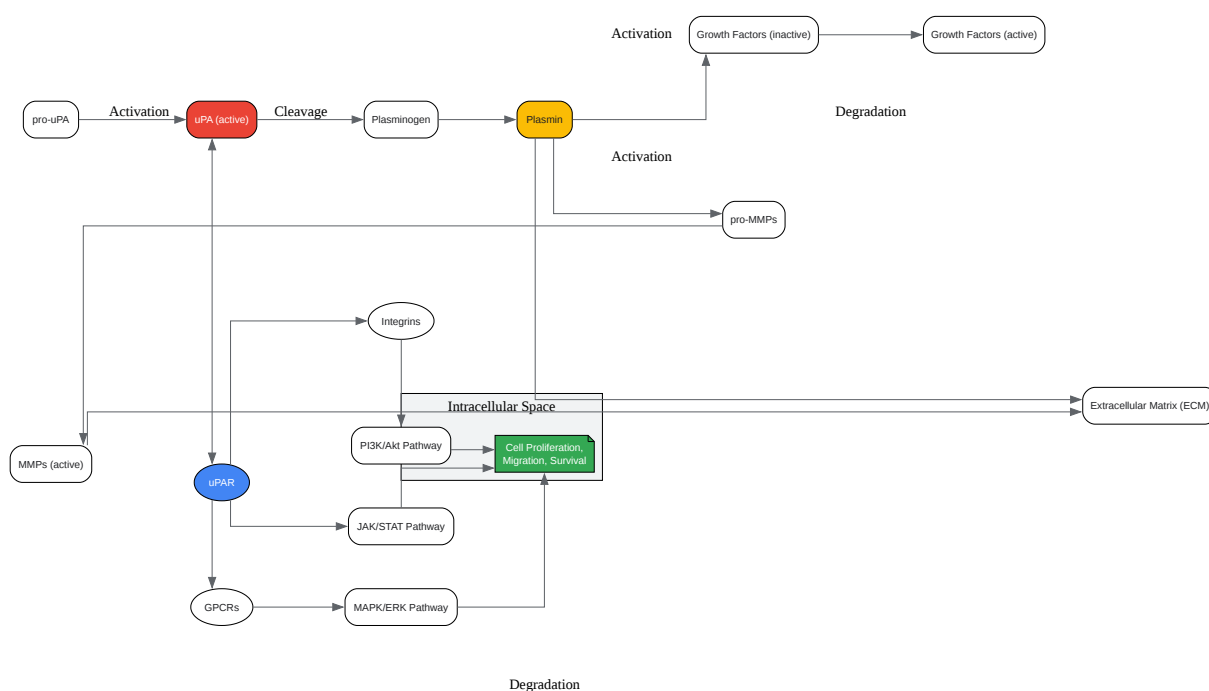 Activation
Growth Factors (inactive)
Growth Factors (active)
pro-uPA
Activation
uPA (active)
Cleavage
Plasminogen
Plasmin
Degradation
Activation
pro-MMPs
Integrins
Intracellular Space
Extracellular Matrix (ECM)
PI3K/Akt Pathway
Cell Proliferation,
Migration, Survival
MMPs (active)
uPAR
JAK/STAT Pathway
GPCRs
MAPK/ERK Pathway
Degradation